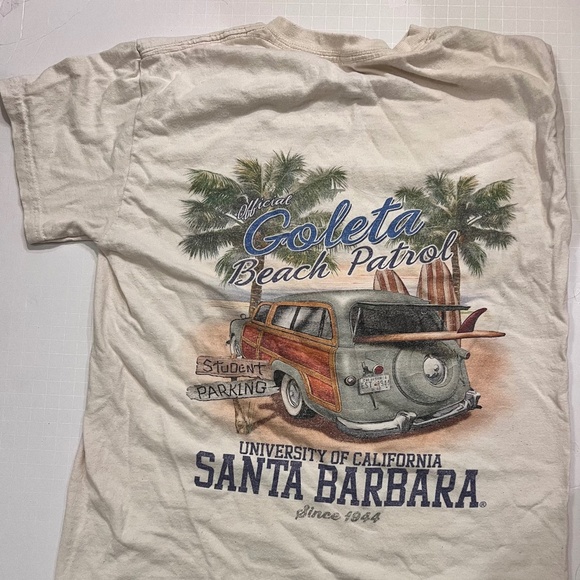 Official
Goleta
Beach Patrol
STUDENT
PARKING
UNIVERSITY OF CALIFORNIA
SANTA BARBARA®
Since 1944